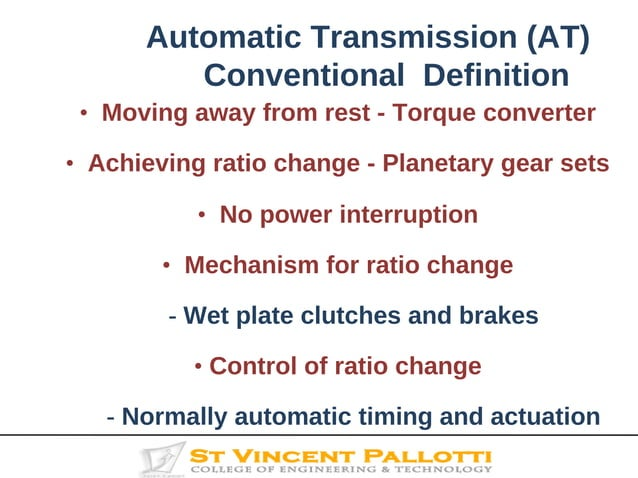 Automatic Transmission (AT)
Conventional Definition
• Moving away from rest - Torque converter
• Achieving ratio change - Planetary gear sets
• No power interruption
• Mechanism for ratio change
- Wet plate clutches and brakes
• Control of ratio change
- Normally automatic timing and actuation
ST VINCENT PALLOTTI
COLLEGE OF ENGINEERING & TECHNOLOGY